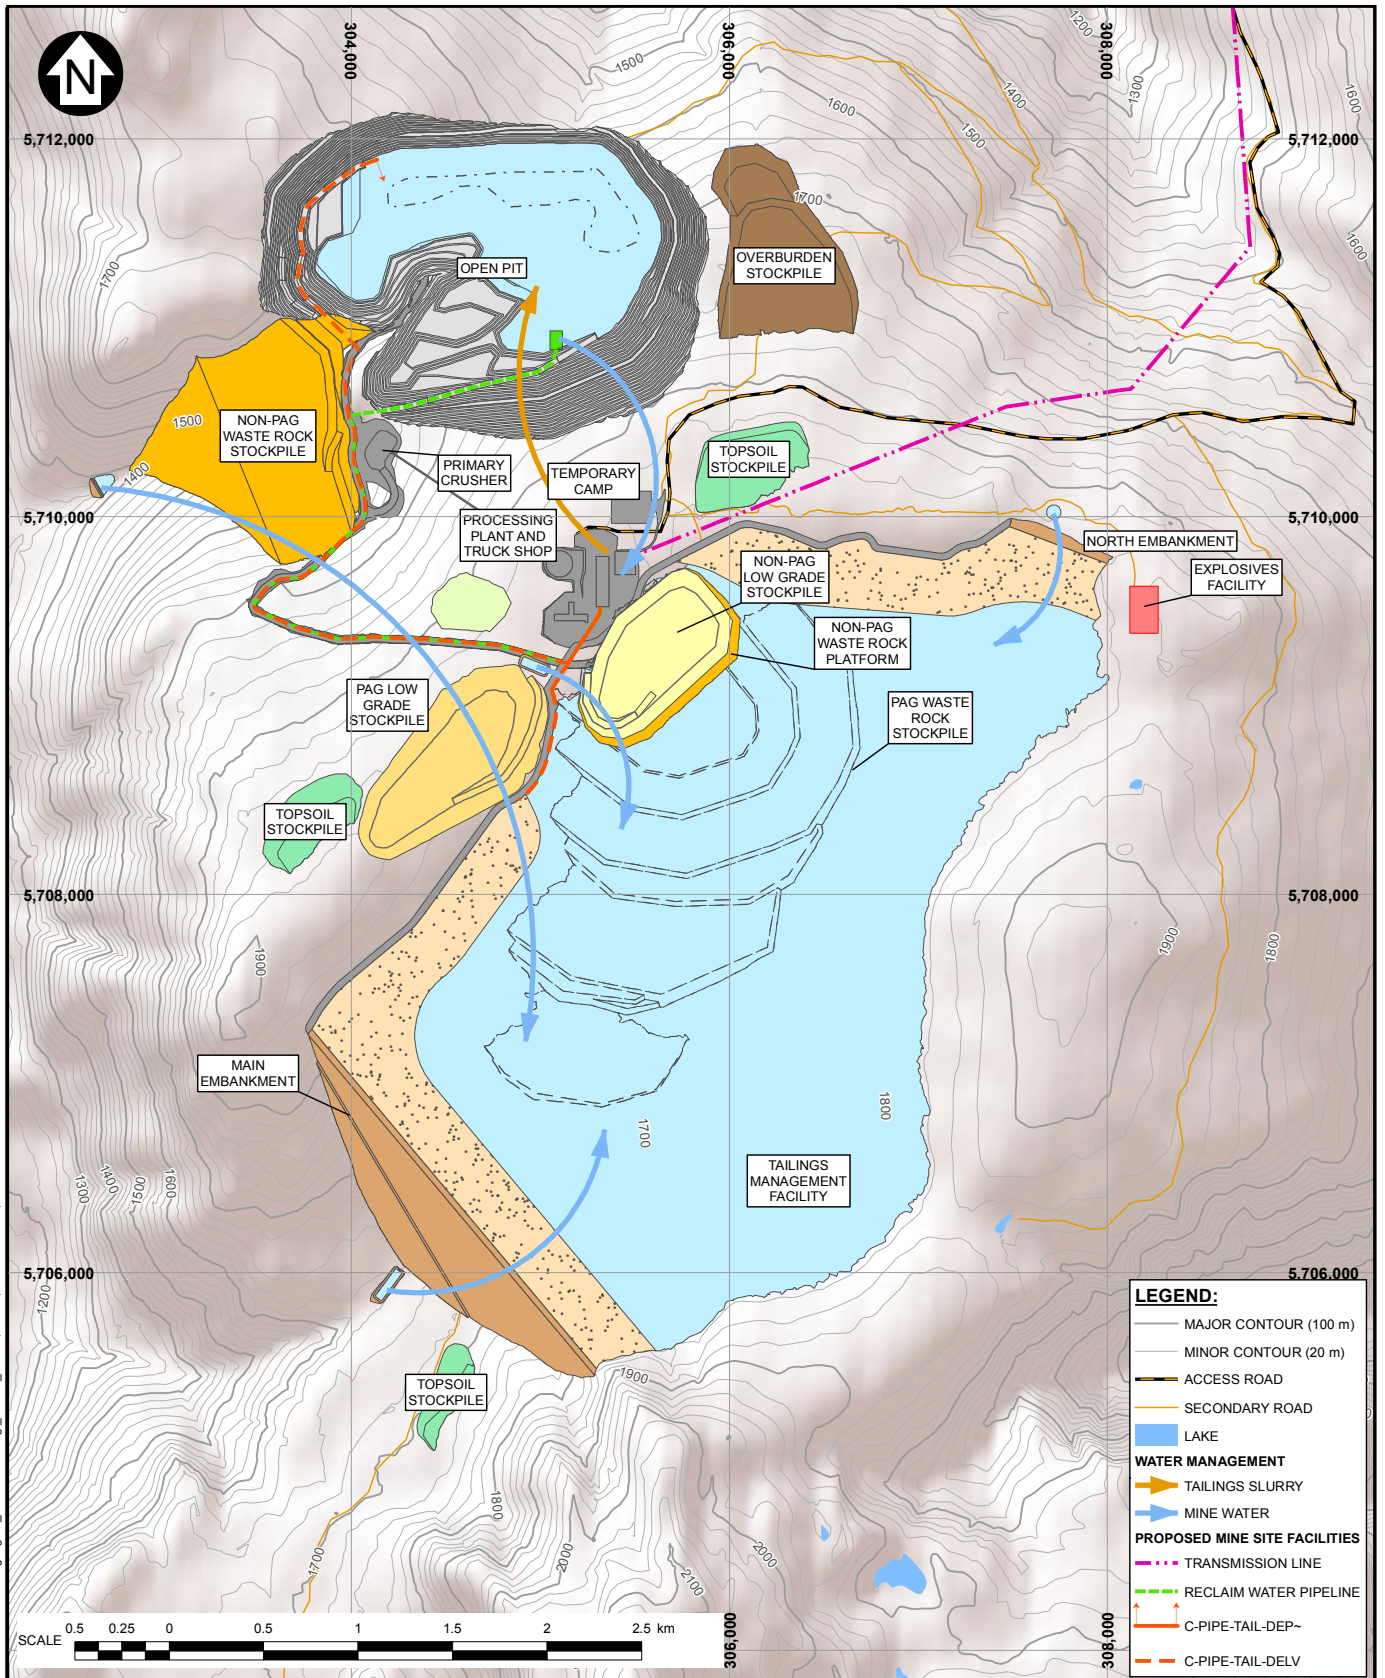 304,000
306,000
308,000
1200
1500
1400
1300
1600
N
1600
1500
5,712,000
5,712,000
1700
1600
OPEN PIT
OVERBURDEN
STOCKPILE
1700
1500
NON-PAG
WASTE ROCK
STOCKPILE
1400
PRIMARY
CRUSHER
TEMPORARY
CAMP
TOPSOIL
STOCKPILE
5,710,000
5,710,000
PROCESSING
PLANT AND
TRUCK SHOP
NORTH EMBANKMENT
NON-PAG
LOW GRADE
STOCKPILE
EXPLOSIVES
FACILITY
NON-PAG
WASTE ROCK
PLATFORM
PAG LOW
GRADE
STOCKPILE
PAG WASTE
ROCK
STOCKPILE
TOPSOIL
STOCKPILE
5,708,000
5,708,000
1900
1900
1800
MAIN
EMBANKMENT
1800
1700
TAILINGS
MANAGEMENT
FACILITY
1300
1400
1500
1600
5,706,000
5,706,000
1200
1900
TOPSOIL
STOCKPILE
1800
1700
2000
2100
2000
LEGEND:
MAJOR CONTOUR (100 m)
MINOR CONTOUR (20 m)
ACCESS ROAD
SECONDARY ROAD
LAKE
WATER MANAGEMENT
TAILINGS SLURRY
MINE WATER
PROPOSED MINE SITE FACILITIES
TRANSMISSION LINE
RECLAIM WATER PIPELINE
C-PIPE-TAIL-DEP~
C-PIPE-TAIL-DELV
SCALE
0.5 0.25 0 0.5 1 1.5 2 2.5 km
306,000
308,000